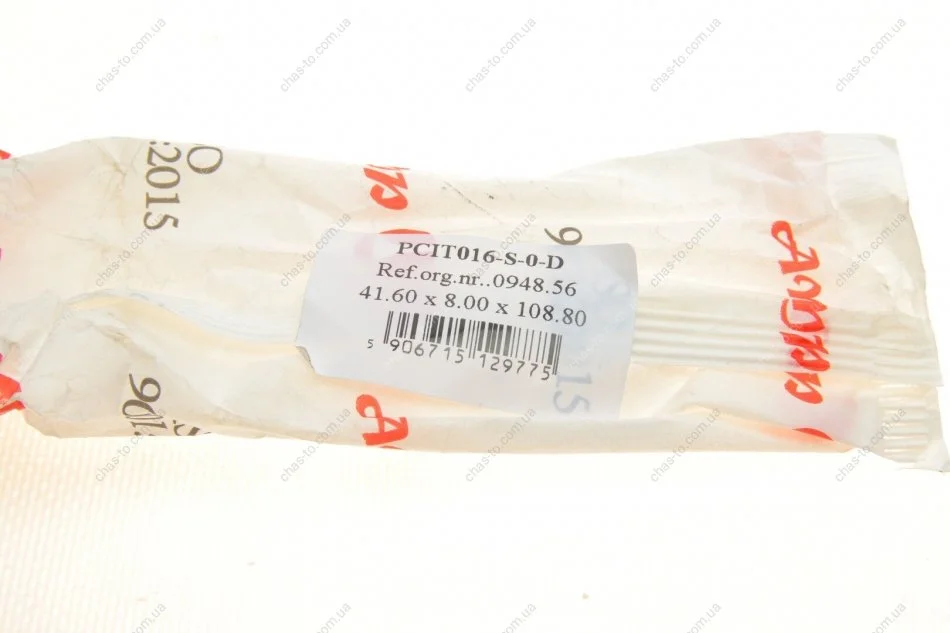 PCIT016-S-0-D
Ref.org.nr..0948.56
41.60 x 8.00 x 108.80
5 906715 129775
:2015
chas-to.com.ua